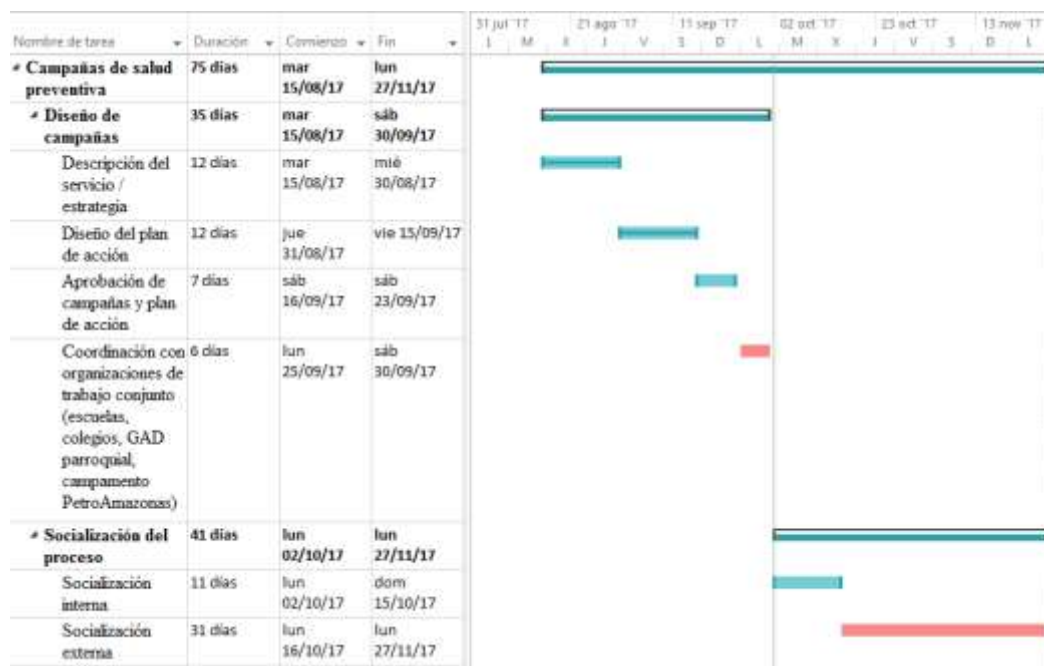 31 jul '17 21 ago '17 11 sep '17 02 oct '17 23 oct '17 13 nov '17
Nombre de tarea Duración Comienzo Fin L M X J V S D L M X J V S D L
Campañas de salud 75 días mar lun
preventiva 15/08/17 27/11/17
Diseño de 35 días mar sáb
campañas 15/08/17 30/09/17
Descripción del 12 días mar mié
servicio / 15/08/17 30/08/17
estrategia
Diseño del plan 12 días jue vie 15/09/17
de acción 31/08/17
Aprobación de 7 días sáb sáb
campañas y plan 16/09/17 23/09/17
de acción
Coordinación con 6 días lun sáb
organizaciones de 25/09/17 30/09/17
trabajo conjunto
(escuelas,
colegios, GAD
parroquial,
campamento
PetroAmazonas)
Socialización del 41 días lun lun
proceso 02/10/17 27/11/17
Socialización 11 días lun dom
interna 02/10/17 15/10/17
Socialización 31 días lun lun
externa 16/10/17 27/11/17